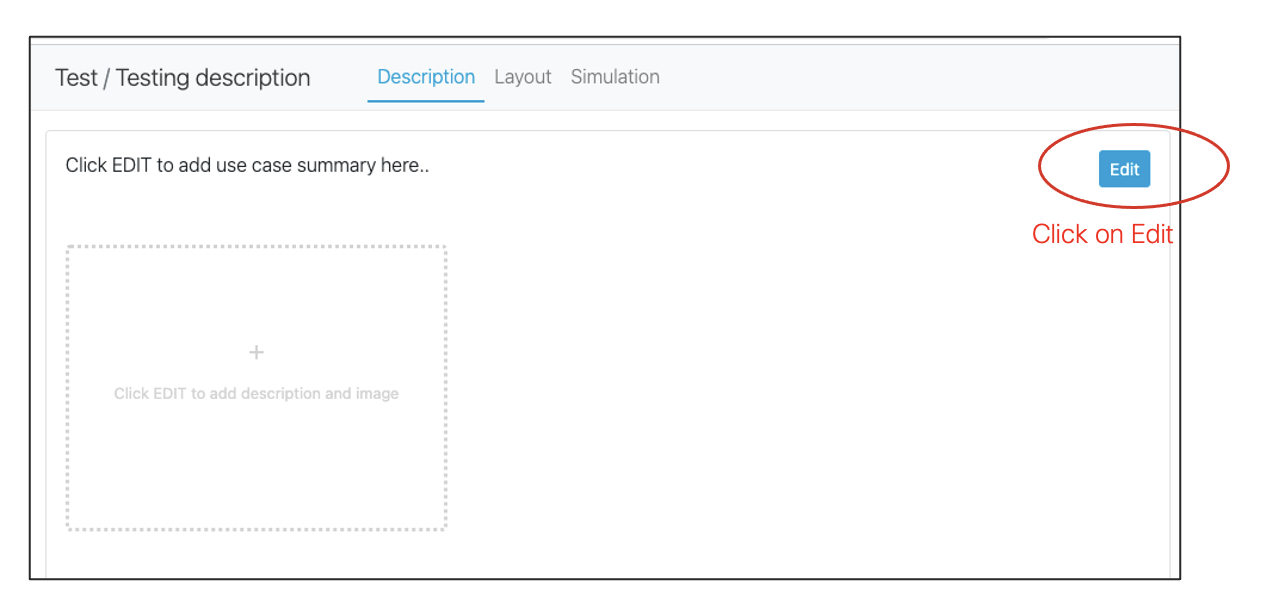 Test / Testing description
Description Layout Simulation
Click EDIT to add use case summary here..
Edit
Click on Edit
+
Click EDIT to add description and image